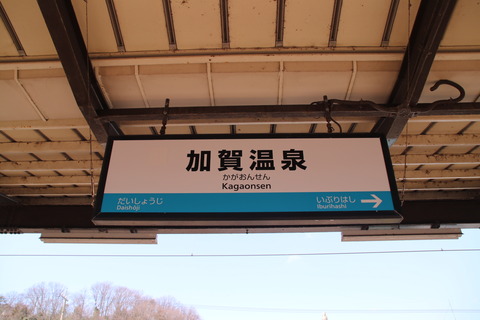 加賀温泉
かがおんせん
Kagaonsen
だいしょうじ いぶりはし
Daishōji Iburihashi